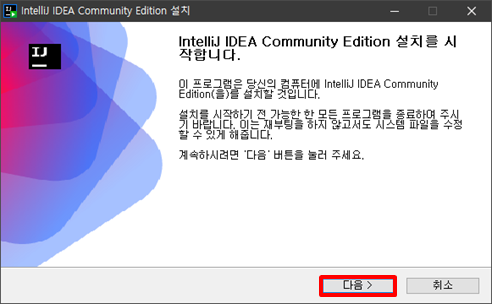 IntelliJ IDEA Community Edition 설치
IJ
IntelliJ IDEA Community Edition 설치를 시
작합니다.
이 프로그램은 당신의 컴퓨터에 IntelliJ IDEA Community
Edition(을)를 설치할 것입니다.
설치를 시작하기 전 가능한 한 모든 프로그램을 종료하여 주시
기 바랍니다. 이는 재부팅을 하지 않고서도 시스템 파일을 수정
할 수 있게 해줍니다.
계속하시려면 '다음' 버튼을 눌러 주세요.
다음 >
취소